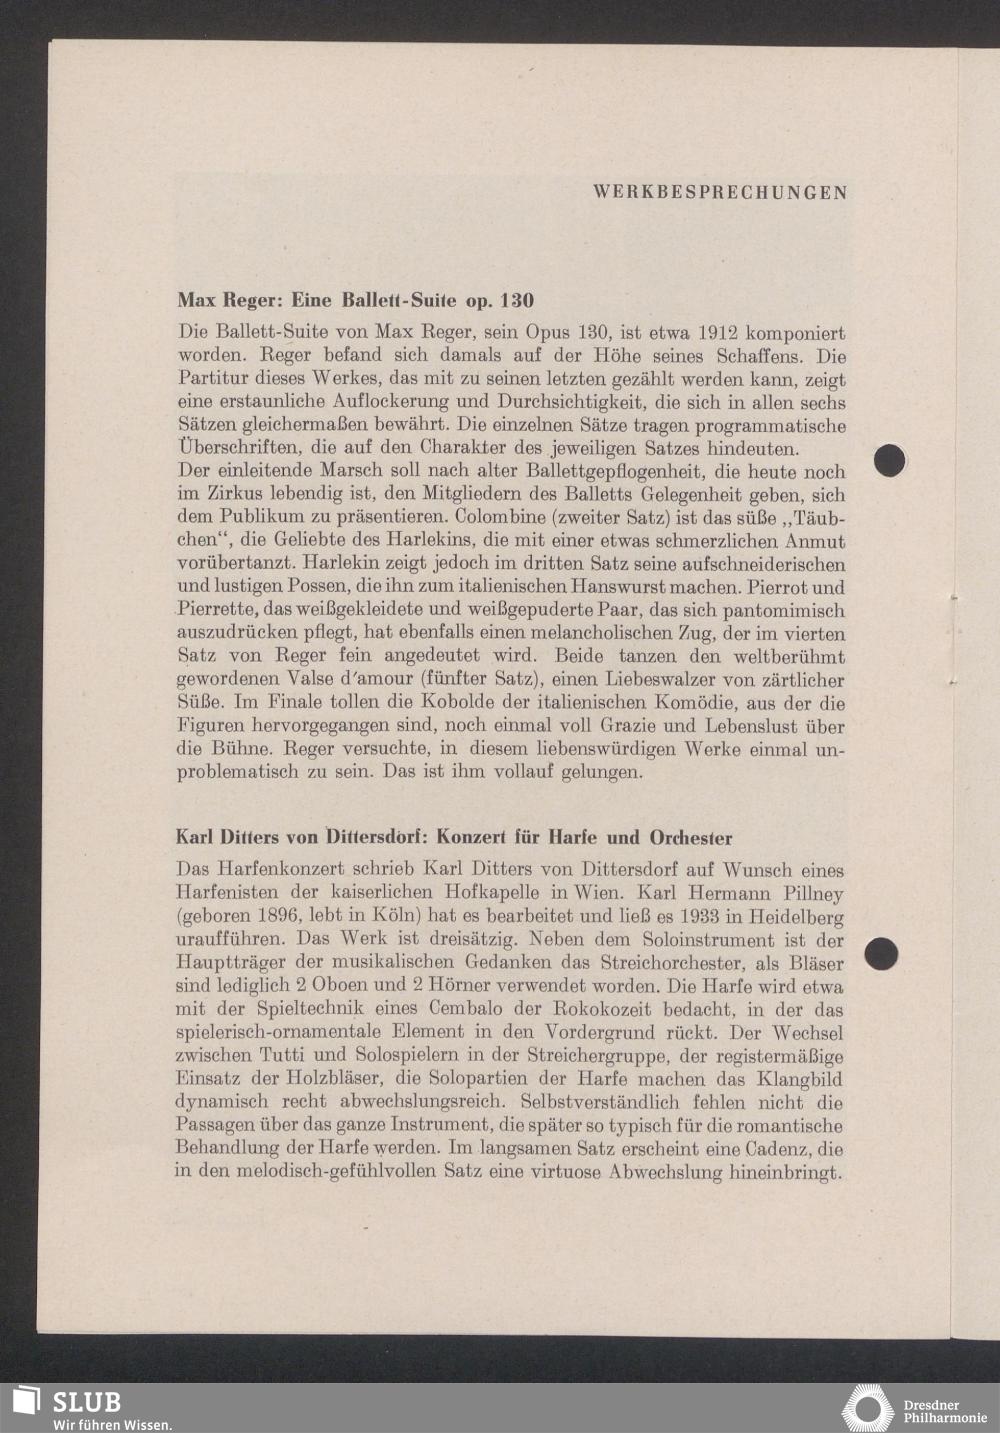 WERKBESPRECHUNGEN
Max Reger: Eine Ballett-Suite op. 130
Die Ballett-Suite von Max Reger, sein Opus 130, ist etwa 1912 komponiert
worden. Reger befand sich damals auf der Höhe seines Schaffens. Die
Partitur dieses Werkes, das mit zu seinen letzten gezählt werden kann, zeigt
eine erstaunliche Auflockerung und Durchsichtigkeit, die sich in allen sechs
Sätzen gleichermaßen bewährt. Die einzelnen Sätze tragen programmatische
Überschriften, die auf den Charakter des jeweiligen Satzes hindeuten.
Der einleitende Marsch soll nach alter Ballettgepflogenheit, die heute noch
im Zirkus lebendig ist, den Mitgliedern des Balletts Gelegenheit geben, sich
dem Publikum zu präsentieren. Colombine (zweiter Satz) ist das süße „Täub-
chen“, die Geliebte des Harlekins, die mit einer etwas schmerzlichen Anmut
vorübertanzt. Harlekin zeigt jedoch im dritten Satz seine aufschneiderischen
und lustigen Possen, die ihn zum italienischen Hanswurst machen. Pierrot und
Pierrette, das weißgekleidete und weißgepuderte Paar, das sich pantomimisch
auszudrücken pflegt, hat ebenfalls einen melancholischen Zug, der im vierten
Satz von Reger fein angedeutet wird. Beide tanzen den weltberühmt
gewordenen Valse d'amour (fünfter Satz), einen Liebeswalzer von zärtlicher
Süße. Im Finale tollen die Kobolde der italienischen Komödie, aus der die
Figuren hervorgegangen sind, noch einmal voll Grazie und Lebenslust über
die Bühne. Reger versuchte, in diesem liebenswürdigen Werke einmal un-
problematisch zu sein. Das ist ihm vollauf gelungen.
Karl Ditters von Dittersdorf: Konzert für Harfe und Orchester
Das Harfenkonzert schrieb Karl Ditters von Dittersdorf auf Wunsch eines
Harfenisten der kaiserlichen Hofkapelle in Wien. Karl Hermann Pillney
(geboren 1896, lebt in Köln) hat es bearbeitet und ließ es 1933 in Heidelberg
uraufführen. Das Werk ist dreisätzig. Neben dem Soloinstrument ist der
Hauptträger der musikalischen Gedanken das Streichorchester, als Bläser
sind lediglich 2 Oboen und 2 Hörner verwendet worden. Die Harfe wird etwa
mit der Spieltechnik eines Cembalo der Rokokozeit bedacht, in der das
spielerisch-ornamentale Element in den Vordergrund rückt. Der Wechsel
zwischen Tutti und Solospielern in der Streichergruppe, der registermäßige
Einsatz der Holzbläser, die Solopartien der Harfe machen das Klangbild
dynamisch recht abwechslungsreich. Selbstverständlich fehlen nicht die
Passagen über das ganze Instrument, die später so typisch für die romantische
Behandlung der Harfe werden. Im langsamen Satz erscheint eine Cadenz, die
in den melodisch-gefühlvollen Satz eine virtuose Abwechslung hineinbringt.
SLUB
Wir führen Wissen.
Dresdner
Philharmonie